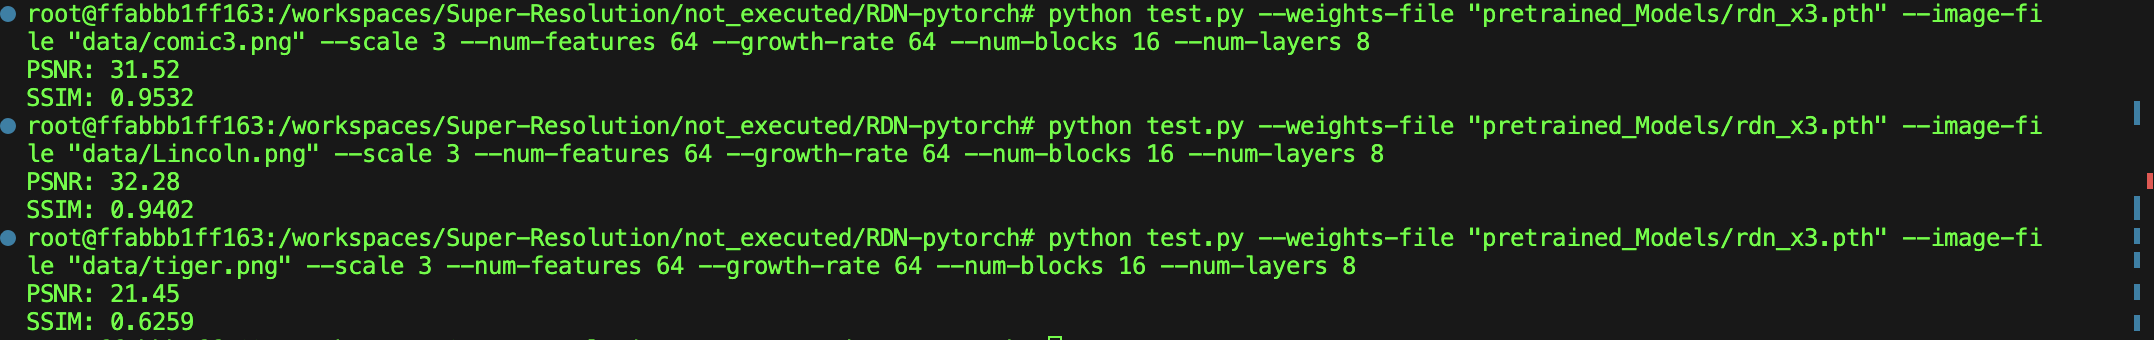 root@ffabbb1ff163:/workspaces/Super-Resolution/not_executed/RDN-pytorch# python test.py --weights-file "pretrained_Models/rdn_x3.pth" --image-fi
le "data/comic3.png" --scale 3 --num-features 64 --growth-rate 64 --num-blocks 16 --num-layers 8
PSNR: 31.52
SSIM: 0.9532
root@ffabbb1ff163:/workspaces/Super-Resolution/not_executed/RDN-pytorch# python test.py --weights-file "pretrained_Models/rdn_x3.pth" --image-fi
le "data/Lincoln.png" --scale 3 --num-features 64 --growth-rate 64 --num-blocks 16 --num-layers 8
PSNR: 32.28
SSIM: 0.9402
root@ffabbb1ff163:/workspaces/Super-Resolution/not_executed/RDN-pytorch# python test.py --weights-file "pretrained_Models/rdn_x3.pth" --image-fi
le "data/tiger.png" --scale 3 --num-features 64 --growth-rate 64 --num-blocks 16 --num-layers 8
PSNR: 21.45
SSIM: 0.6259